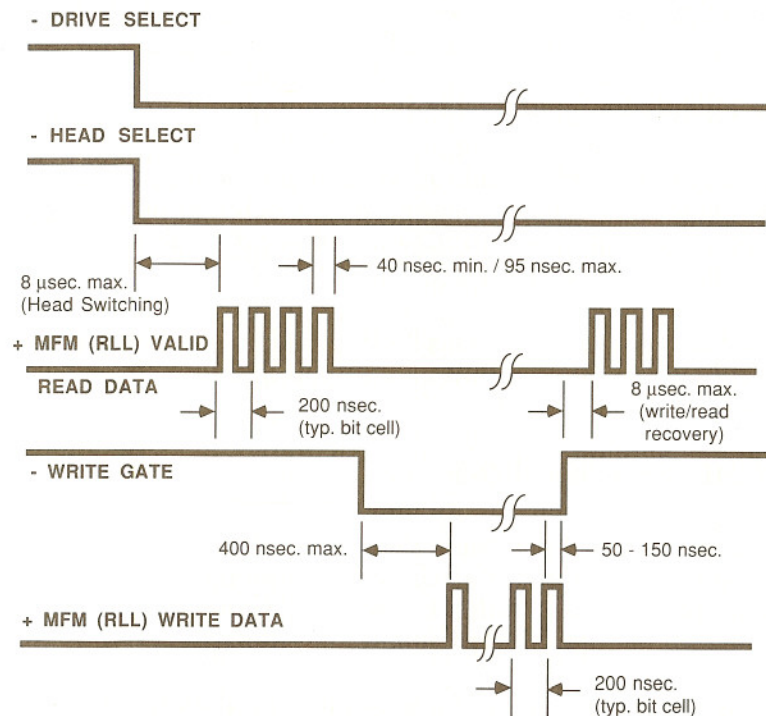 - DRIVE SELECT
- HEAD SELECT
8 μsec. max.
(Head Switching)
40 nsec. min. / 95 nsec. max.
+ MFM (RLL) VALID
READ DATA
200 nsec.
(typ. bit cell)
8 μsec. max.
(write/read
recovery)
- WRITE GATE
400 nsec. max.
50 - 150 nsec.
+ MFM (RLL) WRITE DATA
200 nsec.
(typ. bit cell)